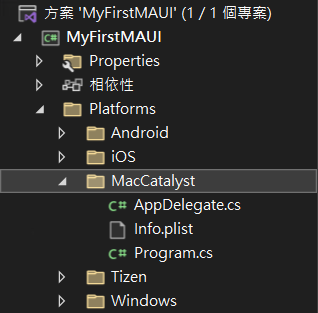 方案 'MyFirstMAUI' (1 / 1 個專案)
C# MyFirstMAUI
Properties
相依性
Platforms
Android
iOS
MacCatalyst
C# AppDelegate.cs
Info.plist
C# Program.cs
Tizen
Windows